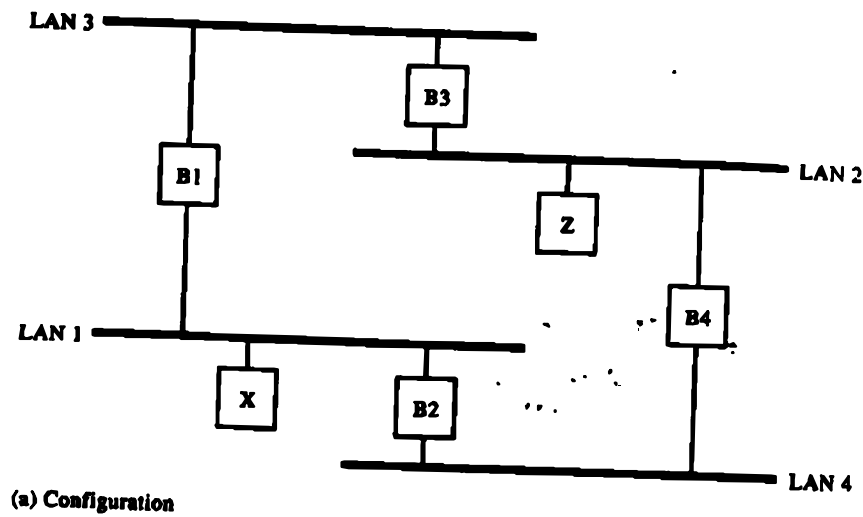 LAN 3
B3
B1
LAN 2
Z
B4
LAN 1
X
B2
LAN 4
(a) Configuration